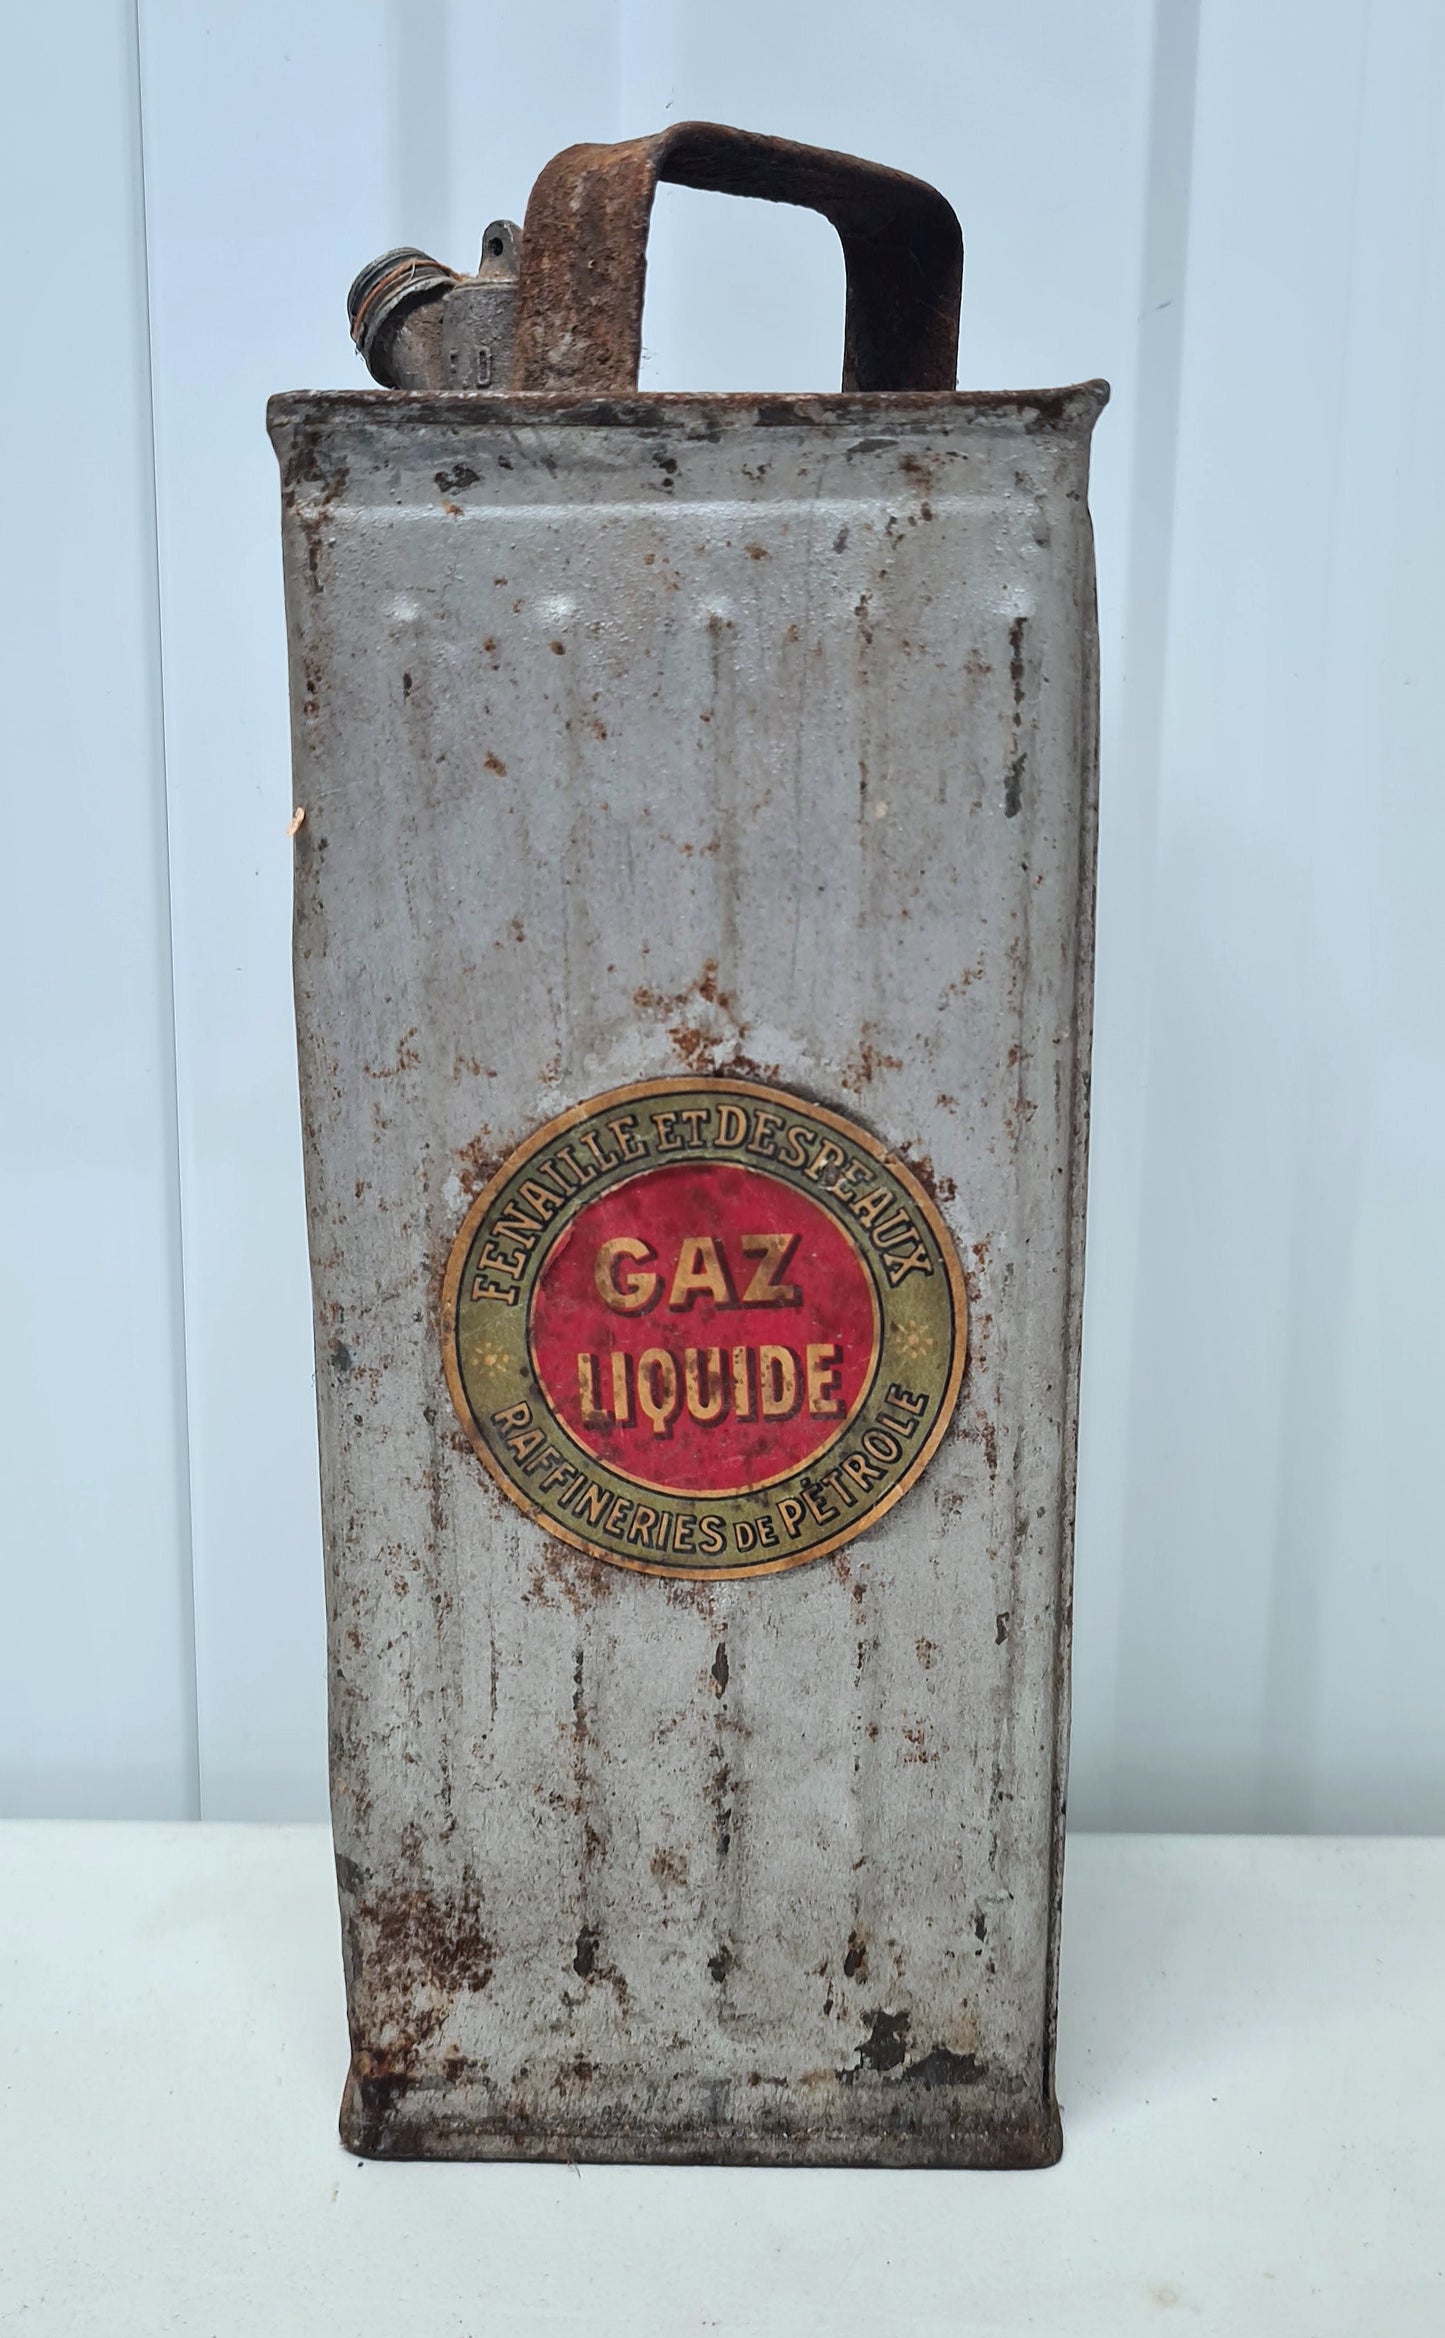 FENAILLE ET DESPEAUX
GAZ
LIQUIDE
RAFFINERIES DE PÉTROLE